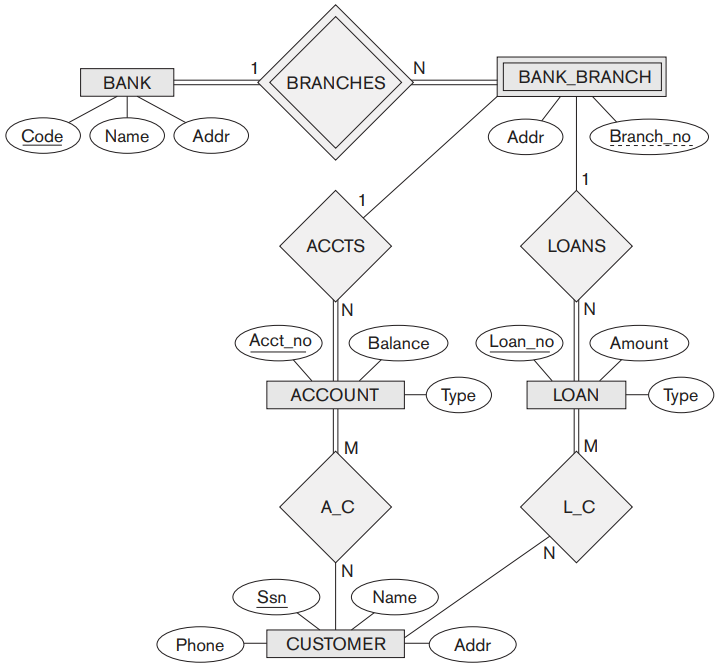 1
N
BANK
BRANCHES
BANK_BRANCH
Code
Name
Addr
Addr
Branch_no
1
1
ACCTS
LOANS
N
N
Acct_no
Balance
Loan_no
Amount
ACCOUNT
Type
LOAN
Type
M
M
A_C
L_C
N
N
Ssn
Name
Phone
CUSTOMER
Addr